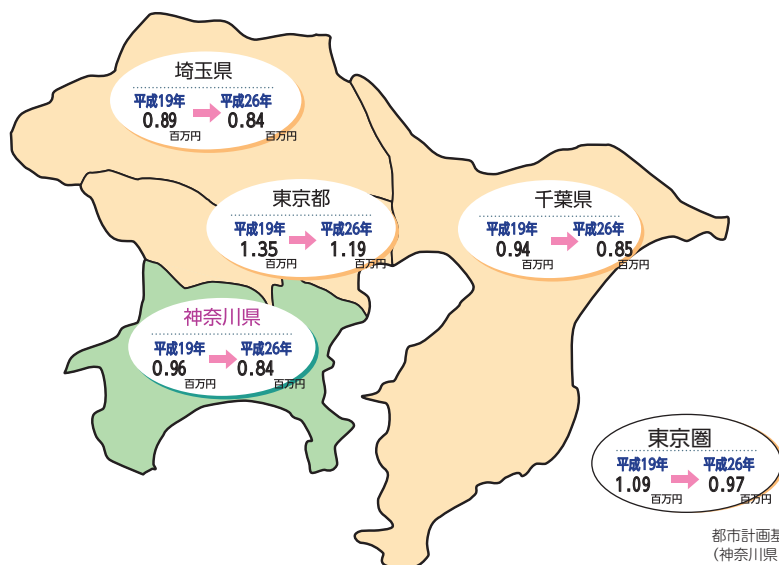 埼玉県
平成19年 平成26年
0.89 0.84
百万円 百万円
東京都
平成19年 平成26年
1.35 1.19
百万円 百万円
千葉県
平成19年 平成26年
0.94 0.85
百万円 百万円
神奈川県
平成19年 平成26年
0.96 0.84
百万円 百万円
東京圏
平成19年 平成26年
1.09 0.97
百万円 百万円
都市計画基
(神奈川県